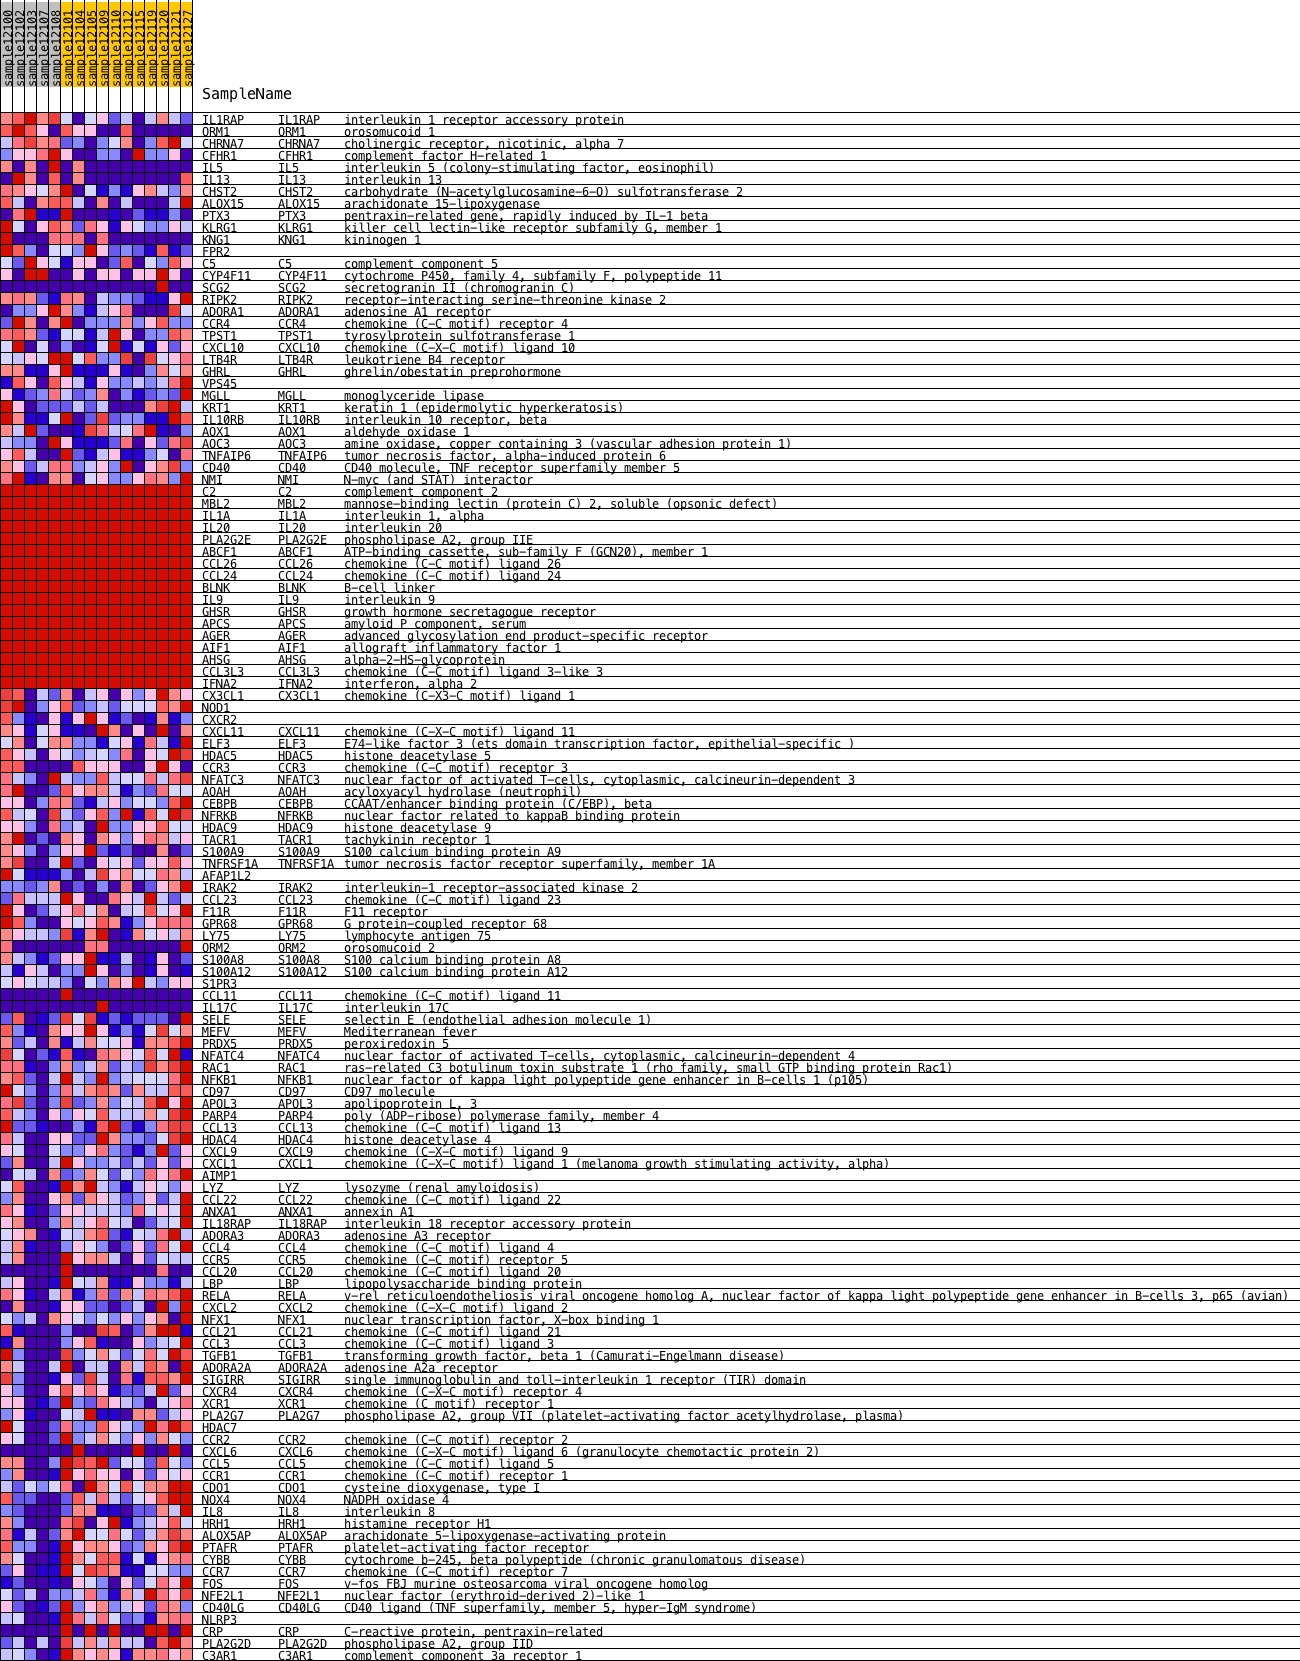 sample12100 sample12102 sample12103 sample12107 sample12108 sample12101 sample12104 sample12105 sample12109 sample12110 sample12112 sample12115 sample12119 sample12120 sample12121 sample12127
SampleName
IL1RAP IL1RAP interleukin 1 receptor accessory protein
ORM1 ORM1 orosomucoid 1
CHRNA7 CHRNA7 cholinergic receptor, nicotinic, alpha 7
CFHR1 CFHR1 complement factor H-related 1
IL5 IL5 interleukin 5 (colony-stimulating factor, eosinophil)
IL13 IL13 interleukin 13
CHST2 CHST2 carbohydrate (N-acetylglucosamine-6-O) sulfotransferase 2
ALOX15 ALOX15 arachidonate 15-lipoxygenase
PTX3 PTX3 pentraxin-related gene, rapidly induced by IL-1 beta
KLRG1 KLRG1 killer cell lectin-like receptor subfamily G, member 1
KNG1 KNG1 kininogen 1
FPR2
C5 C5 complement component 5
CYP4F11 CYP4F11 cytochrome P450, family 4, subfamily F, polypeptide 11
SCG2 SCG2 secretogranin II (chromogranin C)
RIPK2 RIPK2 receptor-interacting serine-threonine kinase 2
ADORA1 ADORA1 adenosine A1 receptor
CCR4 CCR4 chemokine (C-C motif) receptor 4
TPST1 TPST1 tyrosylprotein sulfotransferase 1
CXCL10 CXCL10 chemokine (C-X-C motif) ligand 10
LTB4R LTB4R leukotriene B4 receptor
GHRL GHRL ghrelin/obestatin preprohormone
VPS45
MGLL MGLL monoglyceride lipase
KRT1 KRT1 keratin 1 (epidermolytic hyperkeratosis)
IL10RB IL10RB interleukin 10 receptor, beta
AOX1 AOX1 aldehyde oxidase 1
AOC3 AOC3 amine oxidase, copper containing 3 (vascular adhesion protein 1)
TNFAIP6 TNFAIP6 tumor necrosis factor, alpha-induced protein 6
CD40 CD40 CD40 molecule, TNF receptor superfamily member 5
NMI NMI N-myc (and STAT) interactor
C2 C2 complement component 2
MBL2 MBL2 mannose-binding lectin (protein C) 2, soluble (opsonic defect)
IL1A IL1A interleukin 1, alpha
IL20 IL20 interleukin 20
PLA2G2E PLA2G2E phospholipase A2, group IIE
ABCF1 ABCF1 ATP-binding cassette, sub-family F (GCN20), member 1
CCL26 CCL26 chemokine (C-C motif) ligand 26
CCL24 CCL24 chemokine (C-C motif) ligand 24
BLNK BLNK B-cell linker
IL9 IL9 interleukin 9
GHSR GHSR growth hormone secretagogue receptor
APCS APCS amyloid P component, serum
AGER AGER advanced glycosylation end product-specific receptor
AIF1 AIF1 allograft inflammatory factor 1
AHSG AHSG alpha-2-HS-glycoprotein
CCL3L3 CCL3L3 chemokine (C-C motif) ligand 3-like 3
IFNA2 IFNA2 interferon, alpha 2
CX3CL1 CX3CL1 chemokine (C-X3-C motif) ligand 1
NOD1
CXCR2
CXCL11 CXCL11 chemokine (C-X-C motif) ligand 11
ELF3 ELF3 E74-like factor 3 (ets domain transcription factor, epithelial-specific )
HDAC5 HDAC5 histone deacetylase 5
CCR3 CCR3 chemokine (C-C motif) receptor 3
NFATC3 NFATC3 nuclear factor of activated T-cells, cytoplasmic, calcineurin-dependent 3
AOAH AOAH acyloxyacyl hydrolase (neutrophil)
CEBPB CEBPB CCAAT/enhancer binding protein (C/EBP), beta
NFRKB NFRKB nuclear factor related to kappaB binding protein
HDAC9 HDAC9 histone deacetylase 9
TACR1 TACR1 tachykinin receptor 1
S100A9 S100A9 S100 calcium binding protein A9
TNFRSF1A TNFRSF1A tumor necrosis factor receptor superfamily, member 1A
AFAP1L2
IRAK2 IRAK2 interleukin-1 receptor-associated kinase 2
CCL23 CCL23 chemokine (C-C motif) ligand 23
F11R F11R F11 receptor
GPR68 GPR68 G protein-coupled receptor 68
LY75 LY75 lymphocyte antigen 75
ORM2 ORM2 orosomucoid 2
S100A8 S100A8 S100 calcium binding protein A8
S100A12 S100A12 S100 calcium binding protein A12
S1PR3
CCL11 CCL11 chemokine (C-C motif) ligand 11
IL17C IL17C interleukin 17C
SELE SELE selectin E (endothelial adhesion molecule 1)
MEFV MEFV Mediterranean fever
PRDX5 PRDX5 peroxiredoxin 5
NFATC4 NFATC4 nuclear factor of activated T-cells, cytoplasmic, calcineurin-dependent 4
RAC1 RAC1 ras-related C3 botulinum toxin substrate 1 (rho family, small GTP binding protein Rac1)
NFKB1 NFKB1 nuclear factor of kappa light polypeptide gene enhancer in B-cells 1 (p105)
CD97 CD97 CD97 molecule
APOL3 APOL3 apolipoprotein L, 3
PARP4 PARP4 poly (ADP-ribose) polymerase family, member 4
CCL13 CCL13 chemokine (C-C motif) ligand 13
HDAC4 HDAC4 histone deacetylase 4
CXCL9 CXCL9 chemokine (C-X-C motif) ligand 9
CXCL1 CXCL1 chemokine (C-X-C motif) ligand 1 (melanoma growth stimulating activity, alpha)
AIMP1
LYZ LYZ lysozyme (renal amyloidosis)
CCL22 CCL22 chemokine (C-C motif) ligand 22
ANXA1 ANXA1 annexin A1
IL18RAP IL18RAP interleukin 18 receptor accessory protein
ADORA3 ADORA3 adenosine A3 receptor
CCL4 CCL4 chemokine (C-C motif) ligand 4
CCR5 CCR5 chemokine (C-C motif) receptor 5
CCL20 CCL20 chemokine (C-C motif) ligand 20
LBP LBP lipopolysaccharide binding protein
RELA RELA v-rel reticuloendotheliosis viral oncogene homolog A, nuclear factor of kappa light polypeptide gene enhancer in B-cells 3, p65 (avian)
CXCL2 CXCL2 chemokine (C-X-C motif) ligand 2
NFX1 NFX1 nuclear transcription factor, X-box binding 1
CCL21 CCL21 chemokine (C-C motif) ligand 21
CCL3 CCL3 chemokine (C-C motif) ligand 3
TGFB1 TGFB1 transforming growth factor, beta 1 (Camurati-Engelmann disease)
ADORA2A ADORA2A adenosine A2a receptor
SIGIRR SIGIRR single immunoglobulin and toll-interleukin 1 receptor (TIR) domain
CXCR4 CXCR4 chemokine (C-X-C motif) receptor 4
XCR1 XCR1 chemokine (C motif) receptor 1
PLA2G7 PLA2G7 phospholipase A2, group VII (platelet-activating factor acetylhydrolase, plasma)
HDAC7
CCR2 CCR2 chemokine (C-C motif) receptor 2
CXCL6 CXCL6 chemokine (C-X-C motif) ligand 6 (granulocyte chemotactic protein 2)
CCL5 CCL5 chemokine (C-C motif) ligand 5
CCR1 CCR1 chemokine (C-C motif) receptor 1
CDO1 CDO1 cysteine dioxygenase, type I
NOX4 NOX4 NADPH oxidase 4
IL8 IL8 interleukin 8
HRH1 HRH1 histamine receptor H1
ALOX5AP ALOX5AP arachidonate 5-lipoxygenase-activating protein
PTAFR PTAFR platelet-activating factor receptor
CYBB CYBB cytochrome b-245, beta polypeptide (chronic granulomatous disease)
CCR7 CCR7 chemokine (C-C motif) receptor 7
FOS FOS v-fos FBJ murine osteosarcoma viral oncogene homolog
NFE2L1 NFE2L1 nuclear factor (erythroid-derived 2)-like 1
CD40LG CD40LG CD40 ligand (TNF superfamily, member 5, hyper-IgM syndrome)
NLRP3
CRP CRP C-reactive protein, pentraxin-related
PLA2G2D PLA2G2D phospholipase A2, group IID
C3AR1 C3AR1 complement component 3a receptor 1